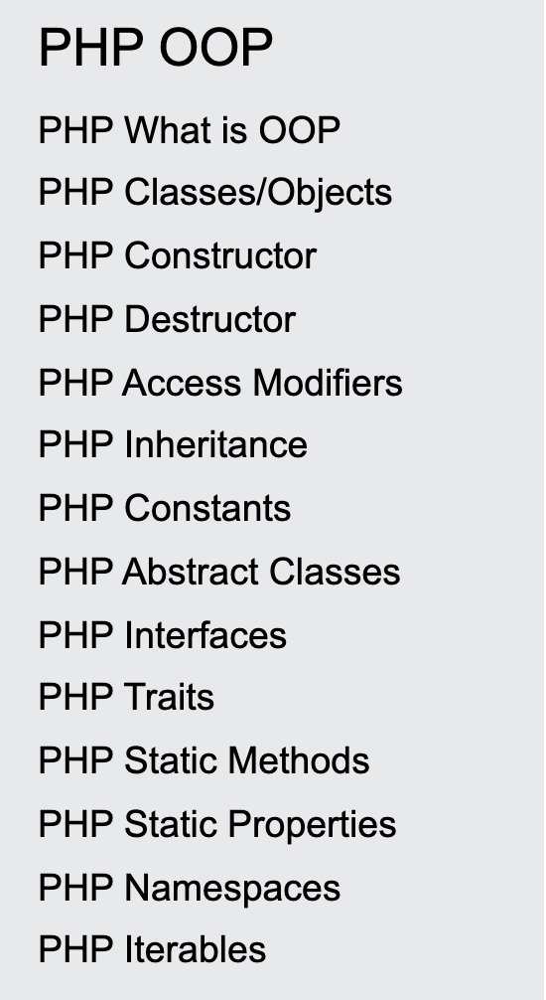 PHP OOP
PHP What is OOP
PHP Classes/Objects
PHP Constructor
PHP Destructor
PHP Access Modifiers
PHP Inheritance
PHP Constants
PHP Abstract Classes
PHP Interfaces
PHP Traits
PHP Static Methods
PHP Static Properties
PHP Namespaces
PHP Iterables